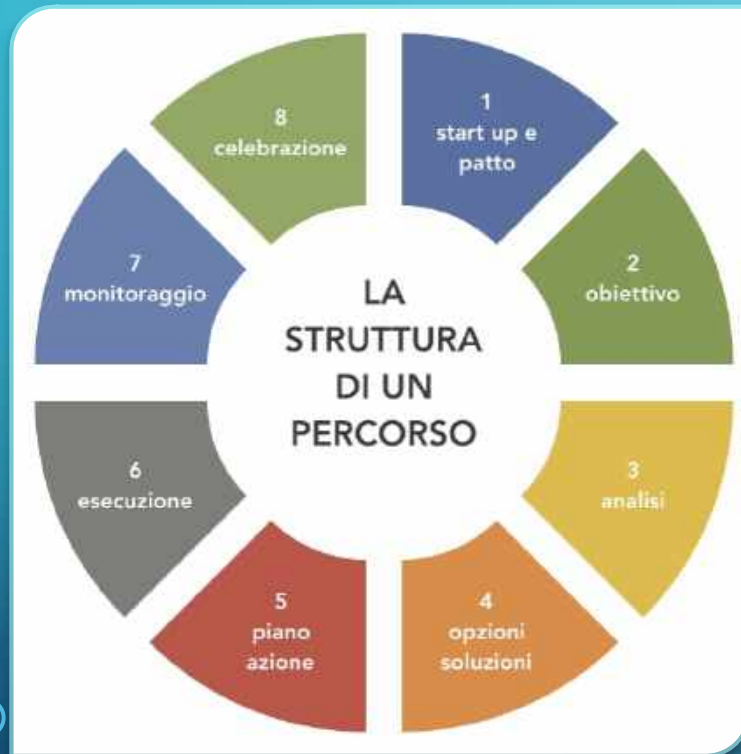 LA
STRUTTURA
DI UN
PERCORSO
1
start up e
patto
2
obiettivo
3
analisi
4
opzioni
soluzioni
5
piano
azione
6
esecuzione
7
monitoraggio
8
celebrazione